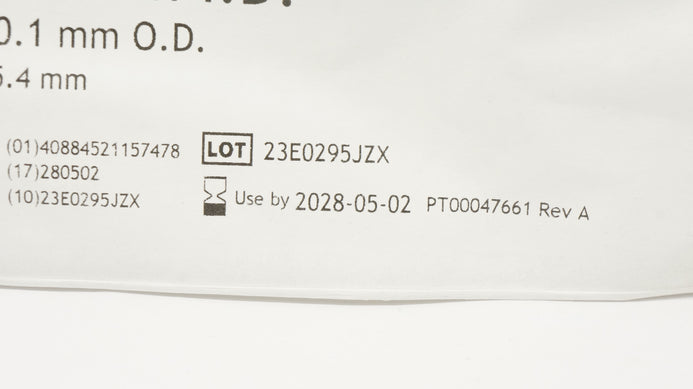 0.1 mm O.D.
5.4 mm
(01)40884521157478
(17)280502
(10)23E0295JZX
LOT 23E0295JZX
Use by 2028-05-02 PT00047661 Rev A